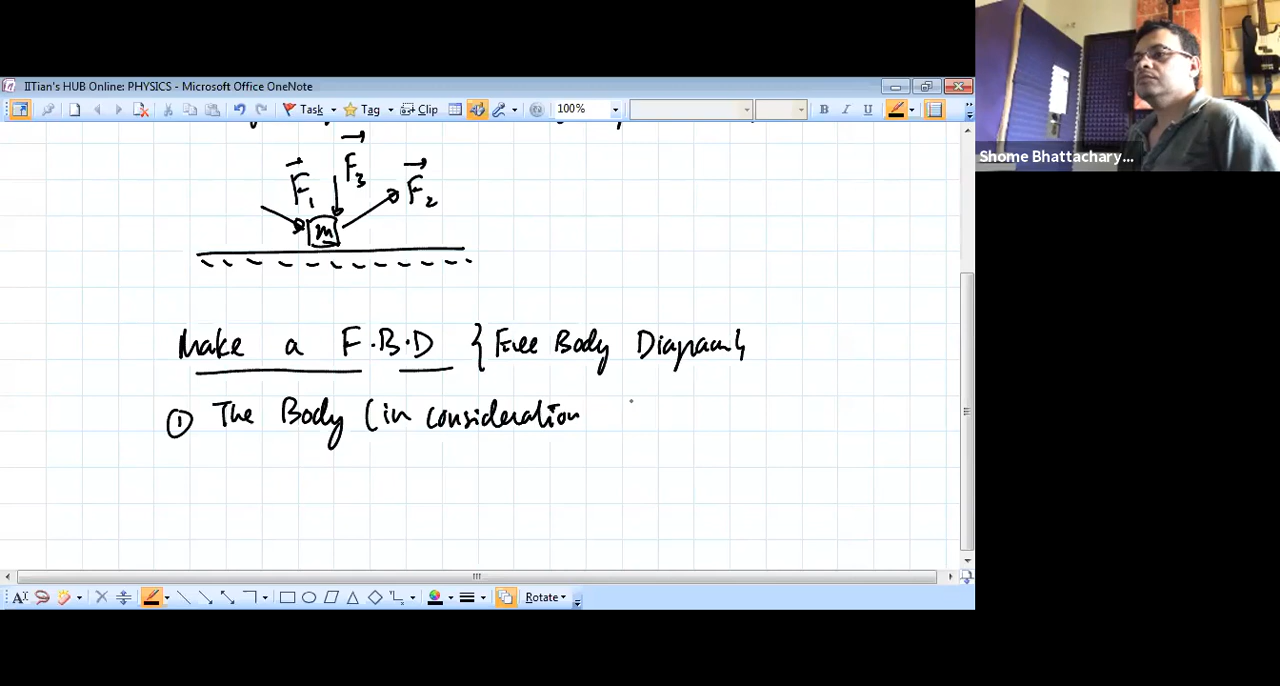 IITian's HUB Online: PHYSICS - Microsoft Office OneNote
Task Tag Clip 100% B I U
F₁ F₃ F₂
m
Make a F.B.D {Free Body Diagram}
① The Body (in consideration
Shome Bhattachary...
Rotate